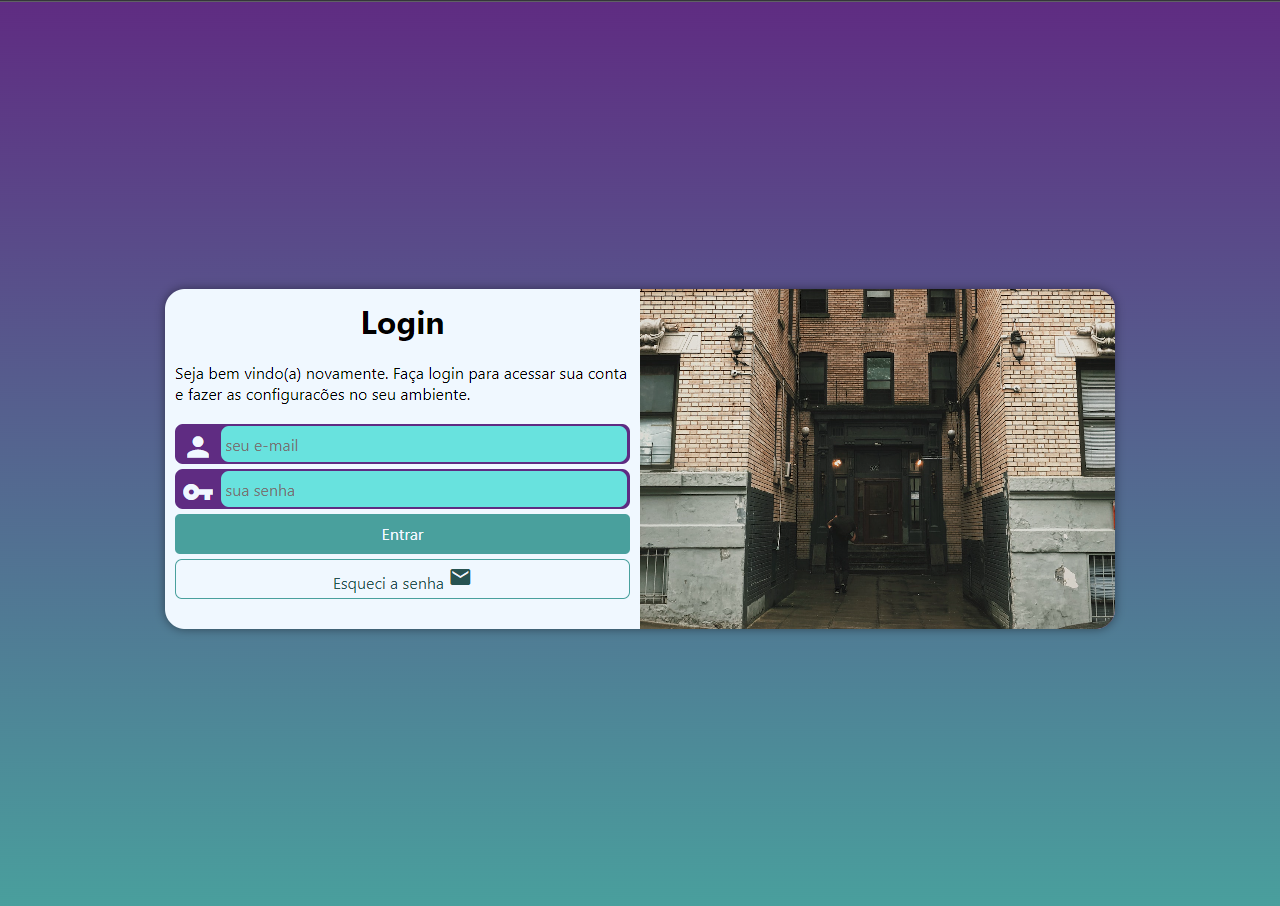 Login
Seja bem vindo(a) novamente. Faça login para acessar sua conta
e fazer as configuracões no seu ambiente.
seu e-mail
sua senha
Entrar
Esqueci a senha